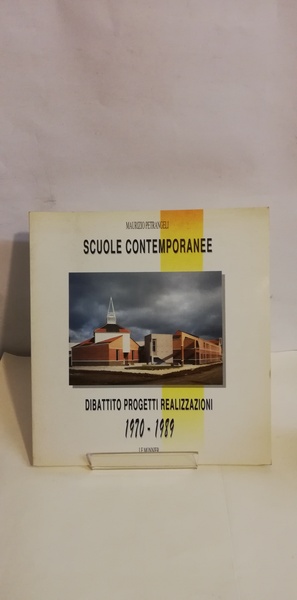 MAURIZIO PETRANGELI
SCUOLE CONTEMPORANEE
DIBATTITO PROGETTI REALIZZAZIONI
1970 - 1989
LE MONNIER